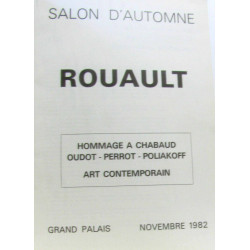 SALON D'AUTOMNE
ROUAULT
HOMMAGE A CHABAUD
OUDOT - PERROT - POLIAKOFF
ART CONTEMPORAIN
GRAND PALAIS NOVEMBRE 1982